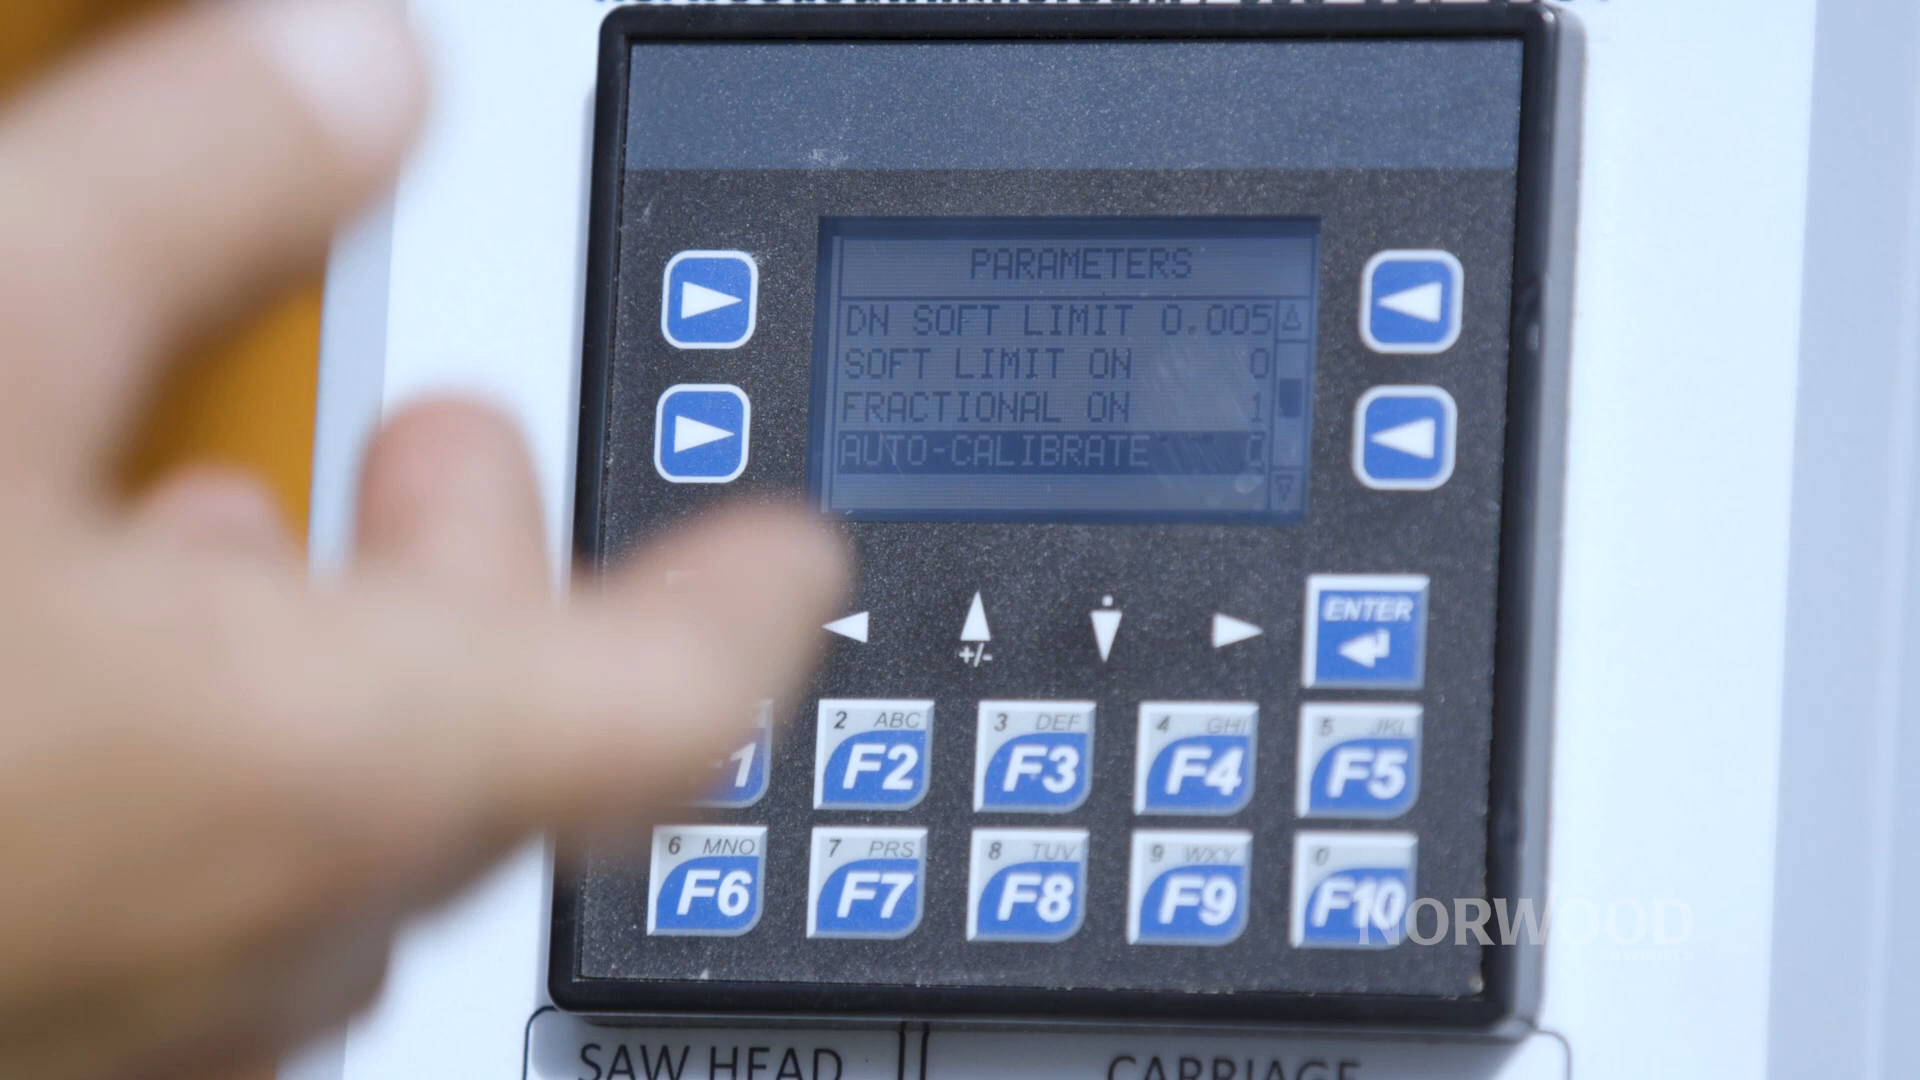 PARAMETERS
DN SOFT LIMIT 0.005
SOFT LIMIT ON 0
FRACTIONAL ON 1
AUTO-CALIBRATE 0
+/-
ENTER
F1
2 ABC
F2
3 DEF
F3
4 GHI
F4
5 JKL
F5
6 MNO
F6
7 PRS
F7
8 TUV
F8
9 WXY
F9
0
F10
NORWOOD
SAW HEAD
CARRIAGE